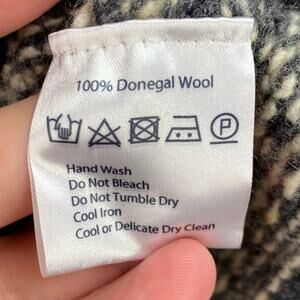 100% Donegal Wool
P
Hand Wash
Do Not Bleach
Do Not Tumble Dry
Cool Iron
Cool or Delicate Dry Clean